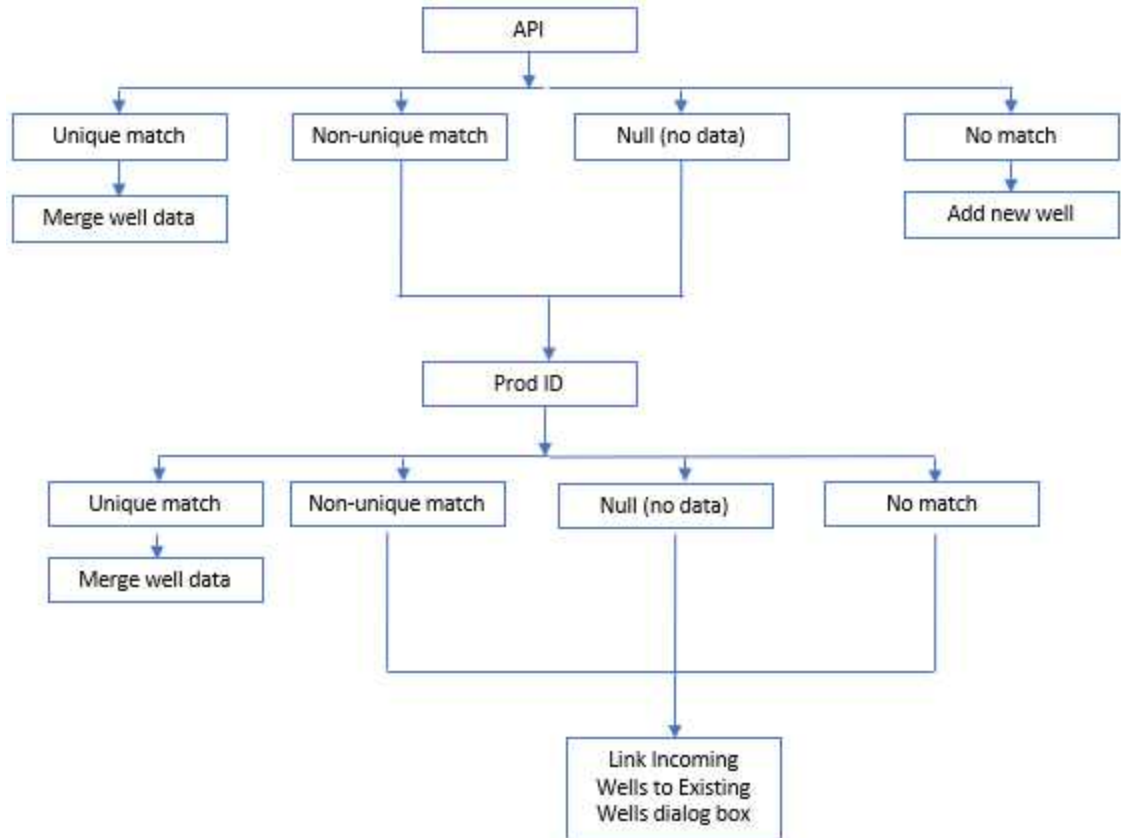 API
Unique match
Non-unique match
Null (no data)
No match
Merge well data
Add new well
Prod ID
Unique match
Non-unique match
Null (no data)
No match
Merge well data
Link Incoming
Wells to Existing
Wells dialog box